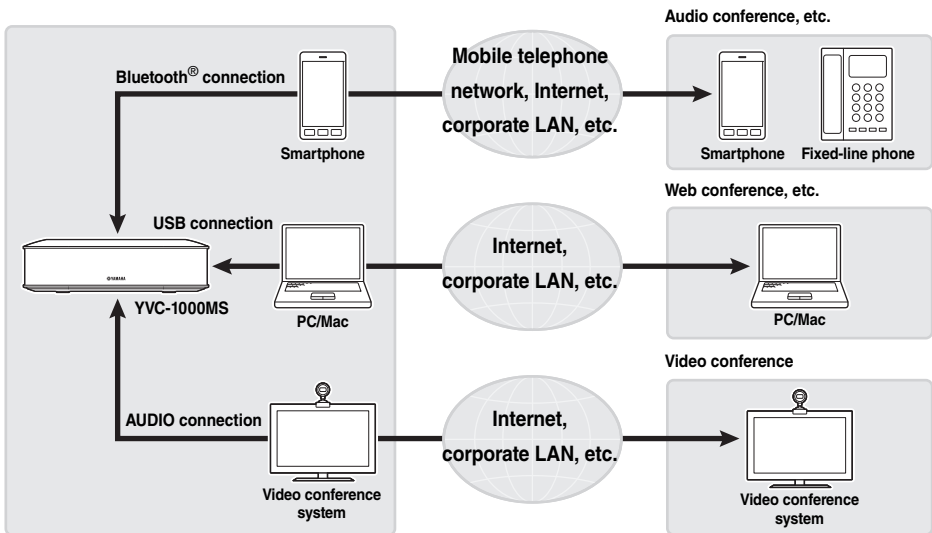 Audio conference, etc.
Bluetooth® connection
Smartphone
Mobile telephone
network, Internet,
corporate LAN, etc.
Smartphone
Fixed-line phone
Web conference, etc.
USB connection
YAMAHA
YVC-1000MS
PC/Mac
Internet,
corporate LAN, etc.
PC/Mac
Video conference
AUDIO connection
Video conference
system
Internet,
corporate LAN, etc.
Video conference
system